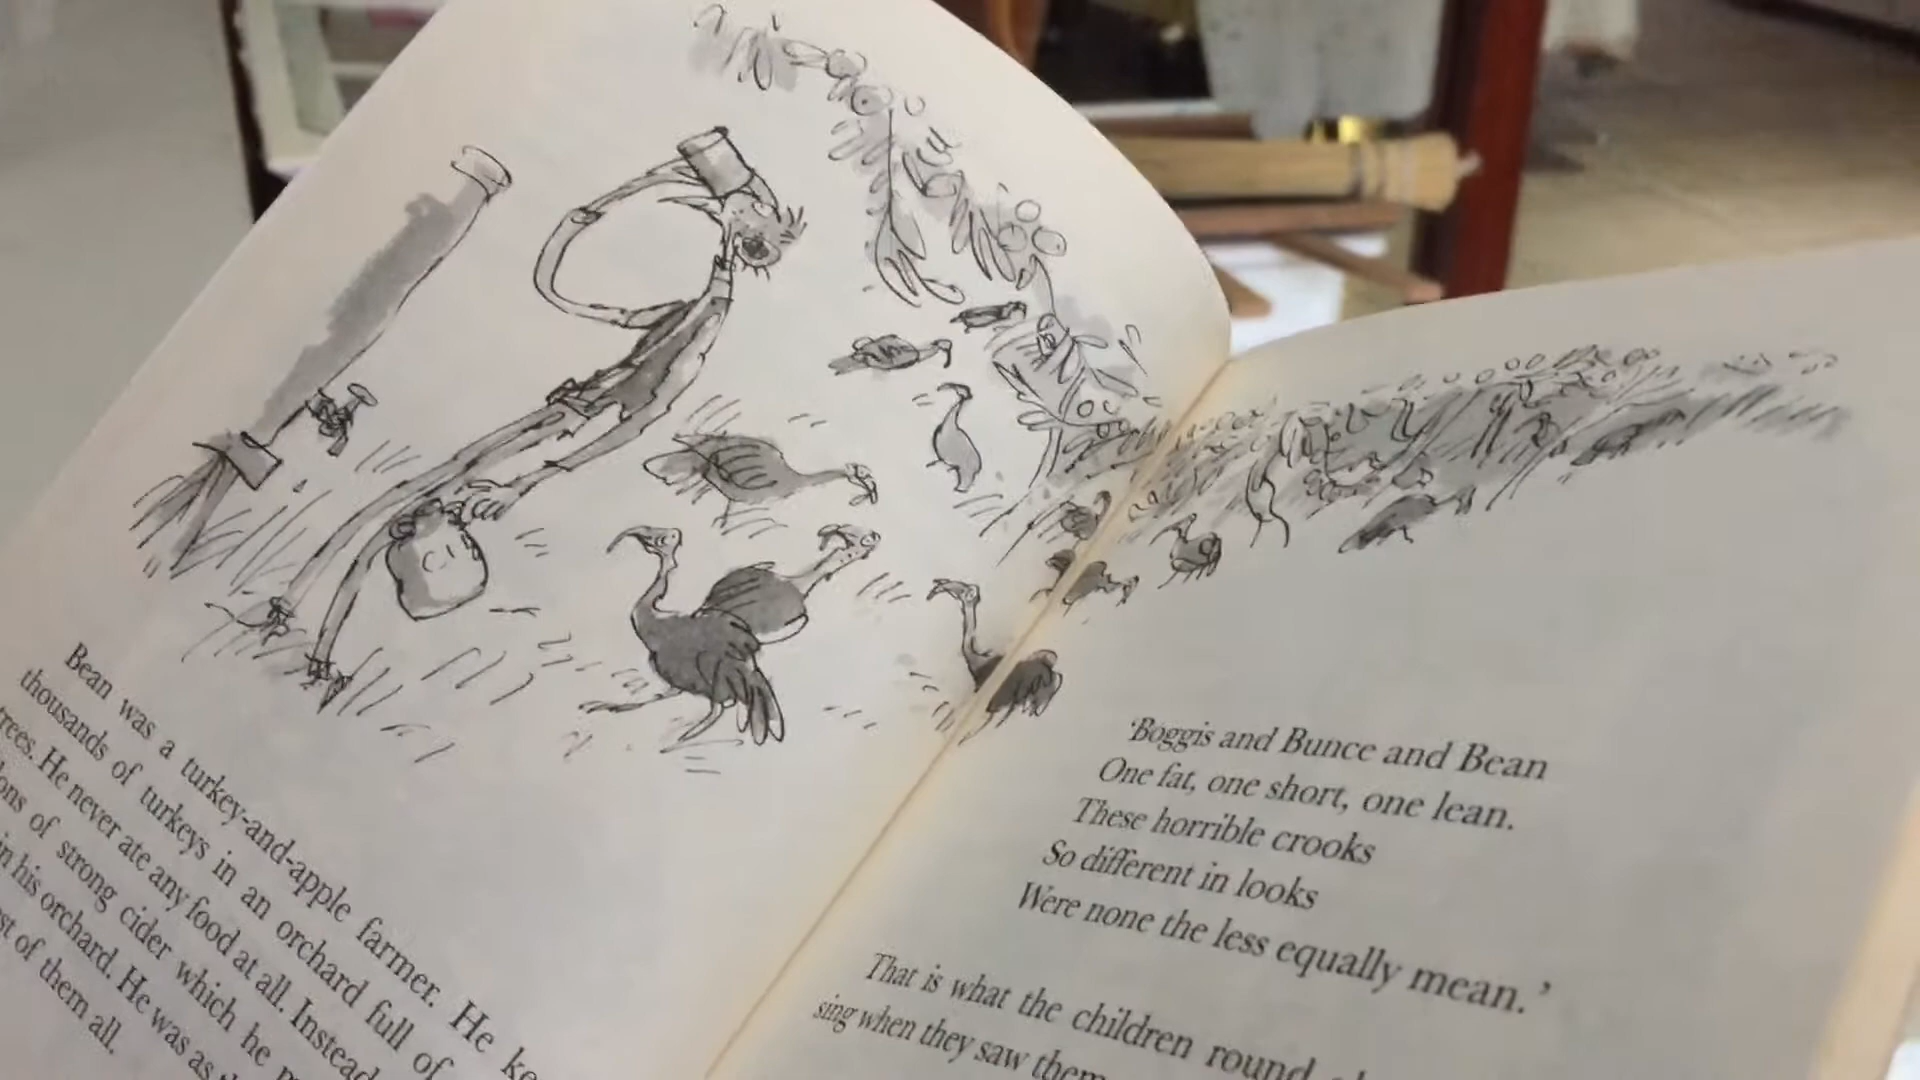 Bean was a turkey-and-apple farmer. He
thousands of turkeys in an orchard full of
trees. He never ate any food at all. Instead
of strong cider which he
in his orchard. He was as
of them all.
'Boggis and Bunce and Bean
One fat, one short, one lean.
These horrible crooks
So different in looks
Were none the less equally mean.'
That is what the children round
sing when they saw them